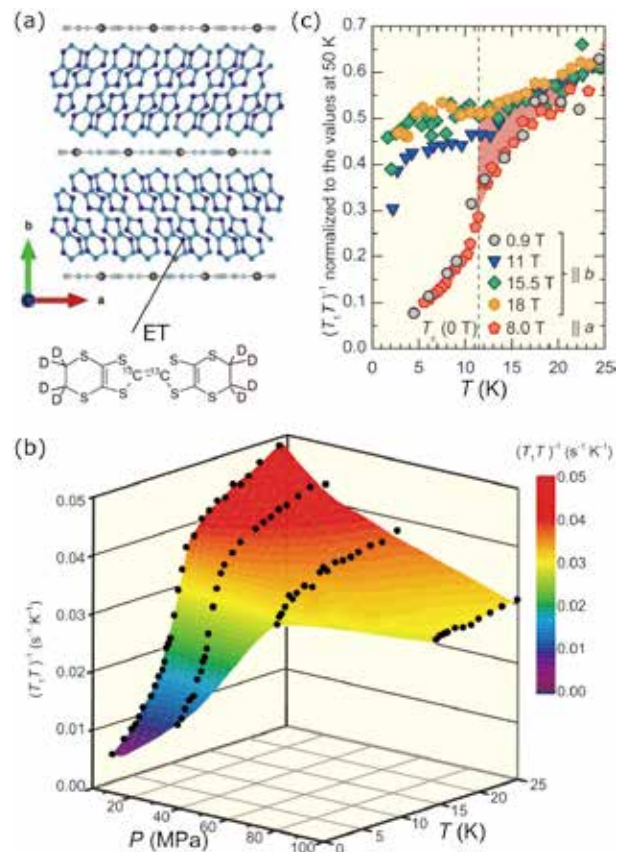 (a)
b
a
ET
D
D
D
D
S
S
S
S
¹³C=¹³C
S
S
S
S
D
D
D
D
(c)
(T₁T)⁻¹ normalized to the values at 50 K
0.7
0.6
0.5
0.4
0.3
0.2
0.1
0.0
0.9 T
11 T
15.5 T
18 T
|| b
8.0 T
|| a
T꜀ (0 T)
0 5 10 15 20 25
T (K)
(b)
(T₁T)⁻¹ (s⁻¹ K⁻¹)
0.05
0.04
0.03
0.02
0.01
0.00
(T₁T)⁻¹ (s⁻¹ K⁻¹)
0.05
0.04
0.03
0.02
0.01
0.00
20 40 60 80 100
P (MPa)
0 5 10 15 20 25
T (K)